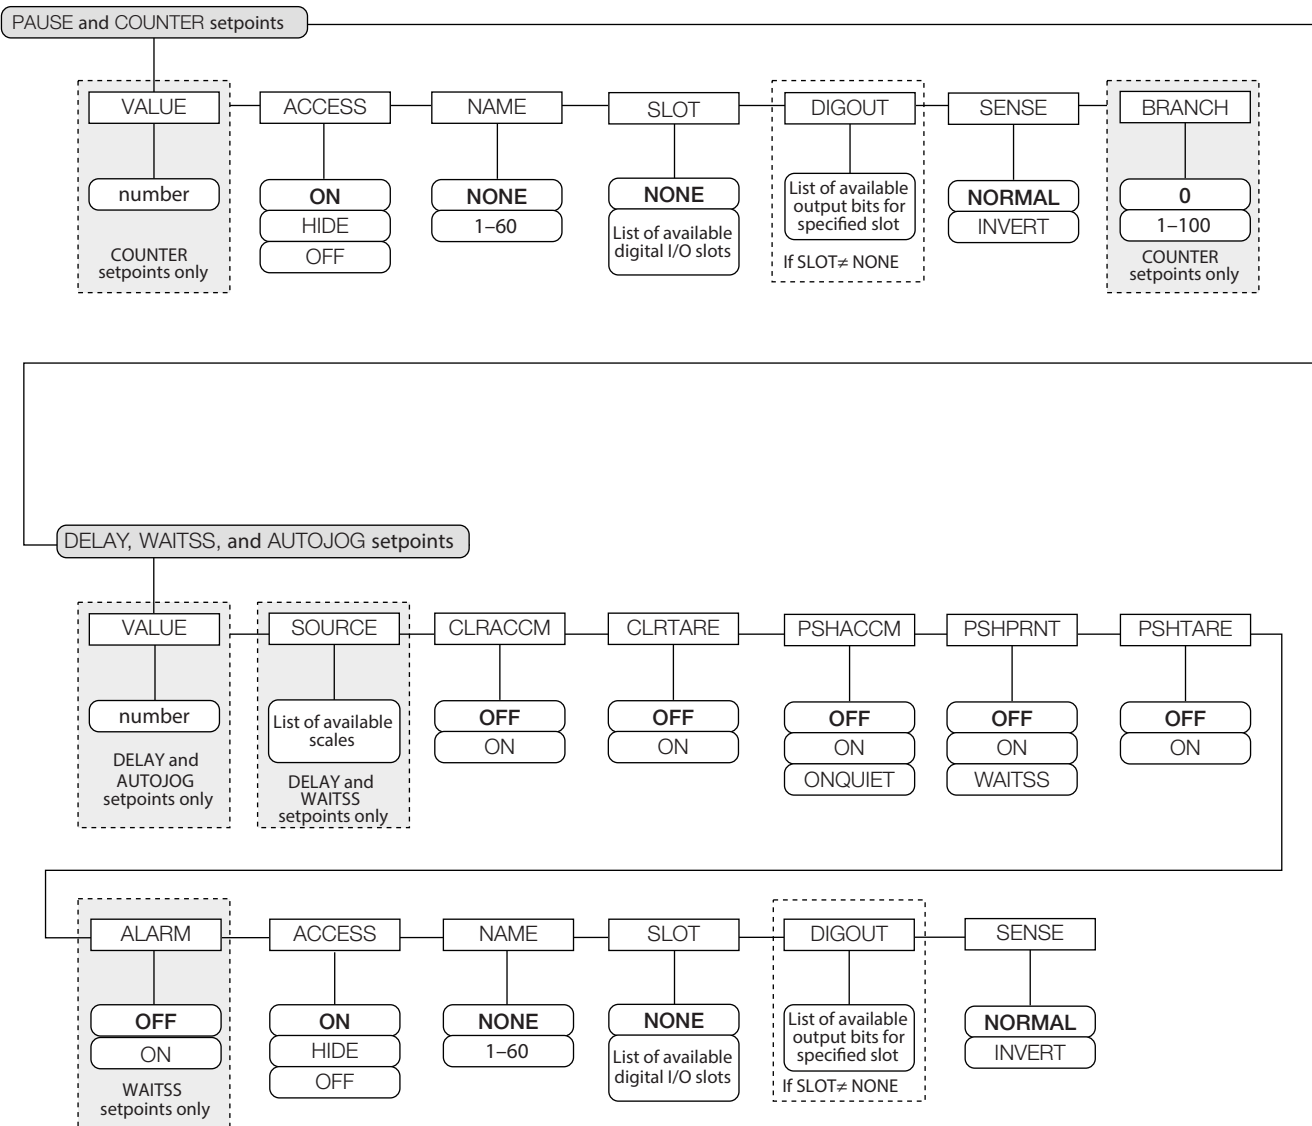 PAUSE and COUNTER setpoints
VALUE
ACCESS
NAME
SLOT
DIGOUT
SENSE
BRANCH
number
COUNTER
setpoints only
ON
HIDE
OFF
NONE
1–60
NONE
List of available
digital I/O slots
List of available
output bits for
specified slot
If SLOT≠ NONE
NORMAL
INVERT
0
1–100
COUNTER
setpoints only
DELAY, WAITSS, and AUTOJOG setpoints
VALUE
SOURCE
CLRACCM
CLRTARE
PSHACCM
PSHPRNT
PSHTARE
number
DELAY and
AUTOJOG
setpoints only
List of available
scales
DELAY and
WAITSS
setpoints only
OFF
ON
OFF
ON
OFF
ON
ONQUIET
OFF
ON
WAITSS
OFF
ON
ALARM
ACCESS
NAME
SLOT
DIGOUT
SENSE
OFF
ON
WAITSS
setpoints only
ON
HIDE
OFF
NONE
1–60
NONE
List of available
digital I/O slots
List of available
output bits for
specified slot
If SLOT≠ NONE
NORMAL
INVERT